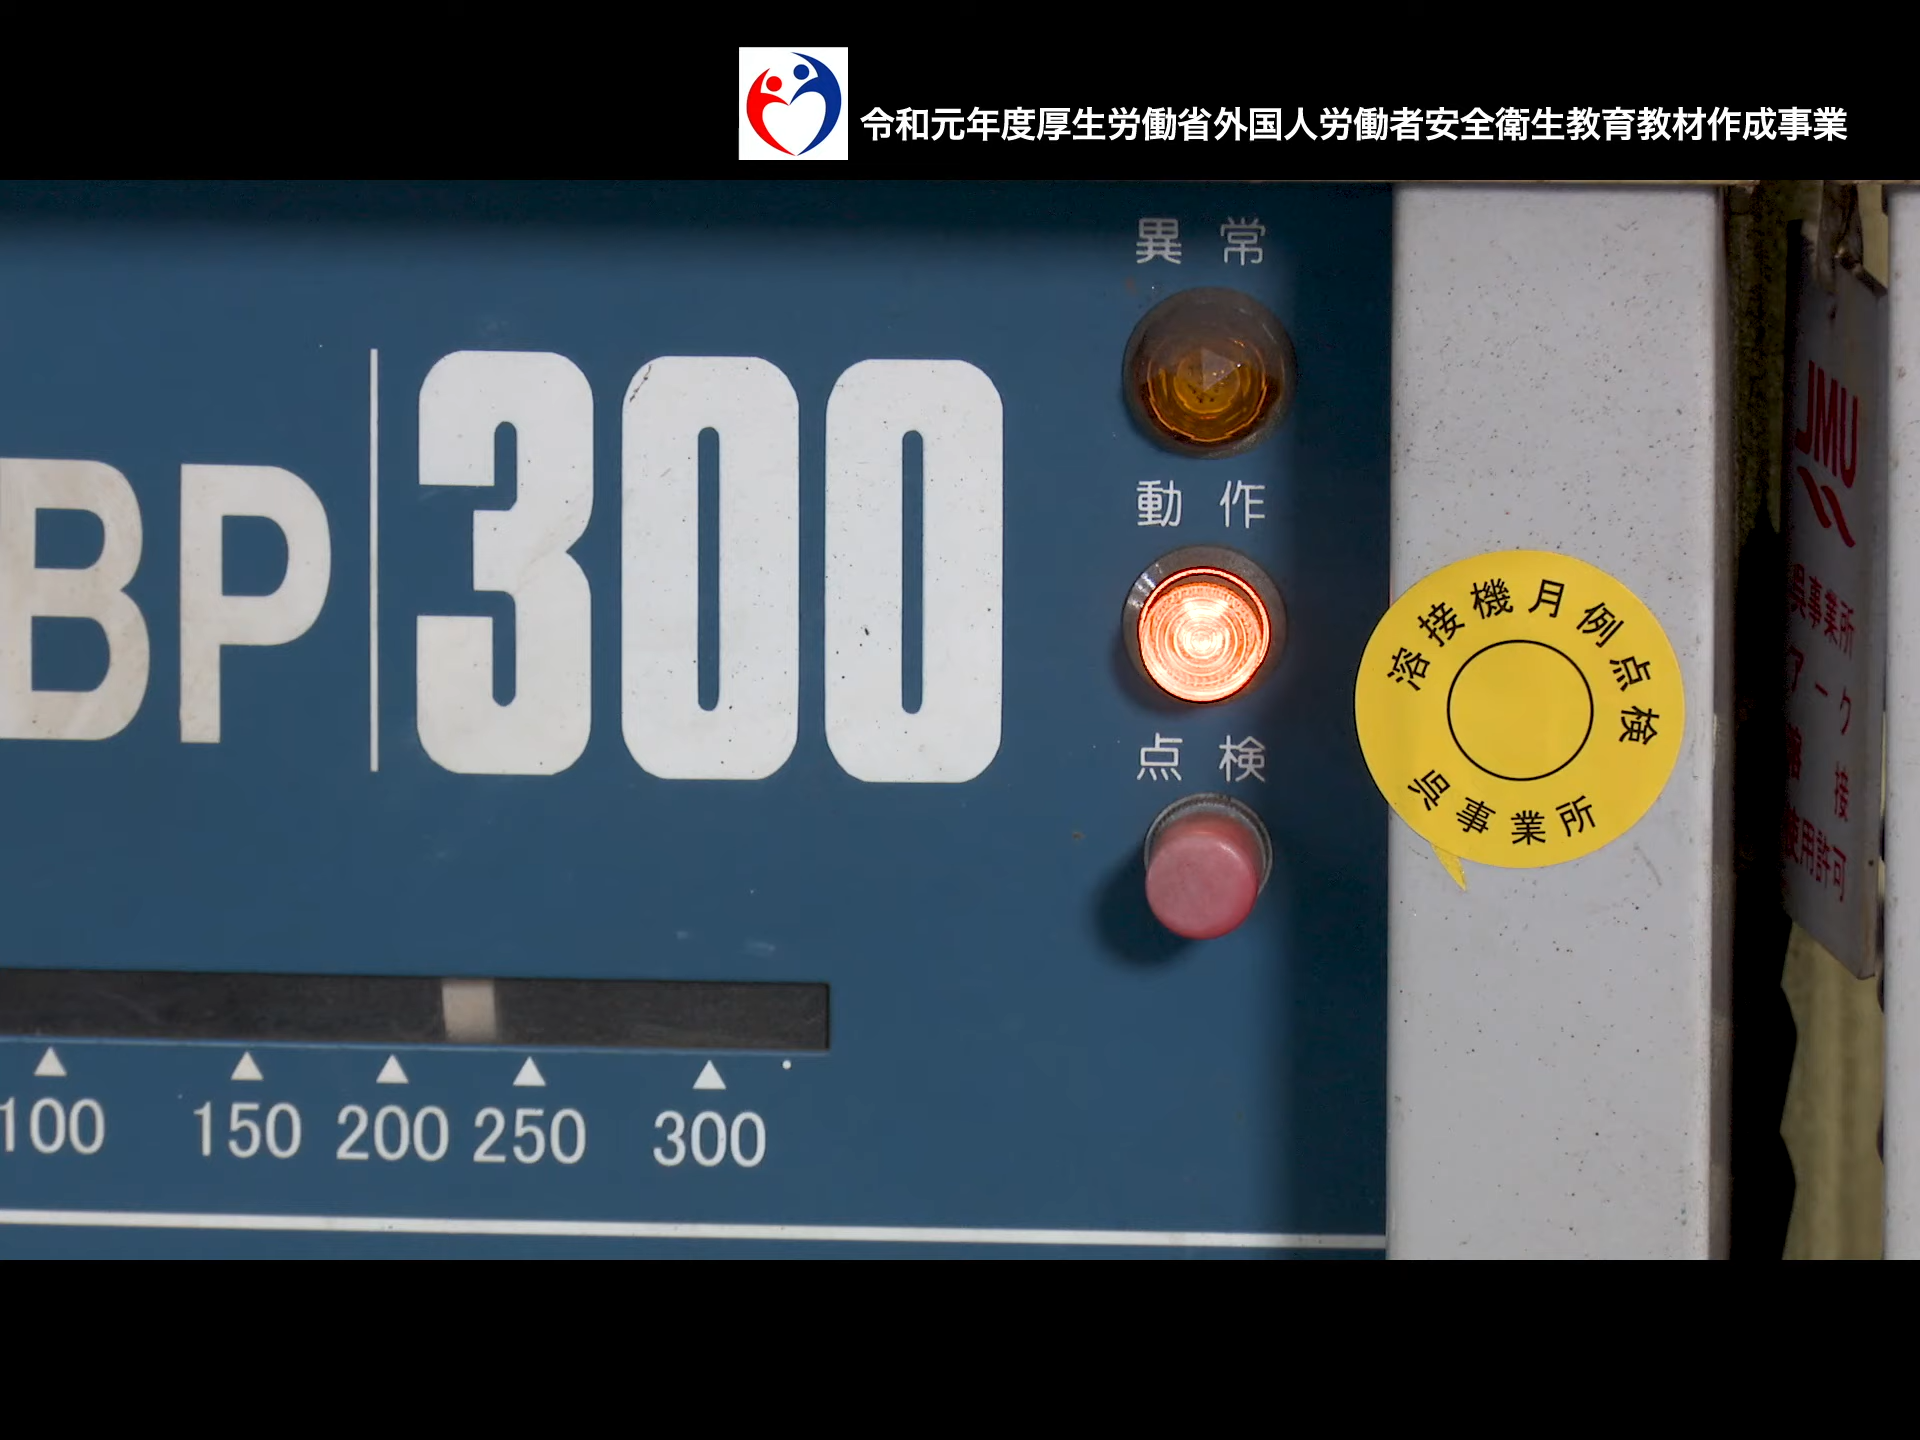 令和元年度厚生労働省外国人労働者安全衛生教育教材作成事業
異常
BP 300
動作
点検
溶接機月例点検
呉事業所
100 150 200 250 300
JMU
呉事業所
アーク
溶接
使用許可